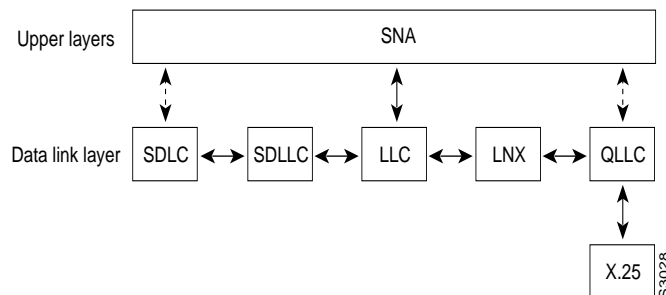 Upper layers
SNA
Data link layer
SDLC
SDLLC
LLC
LNX
QLLC
X.25